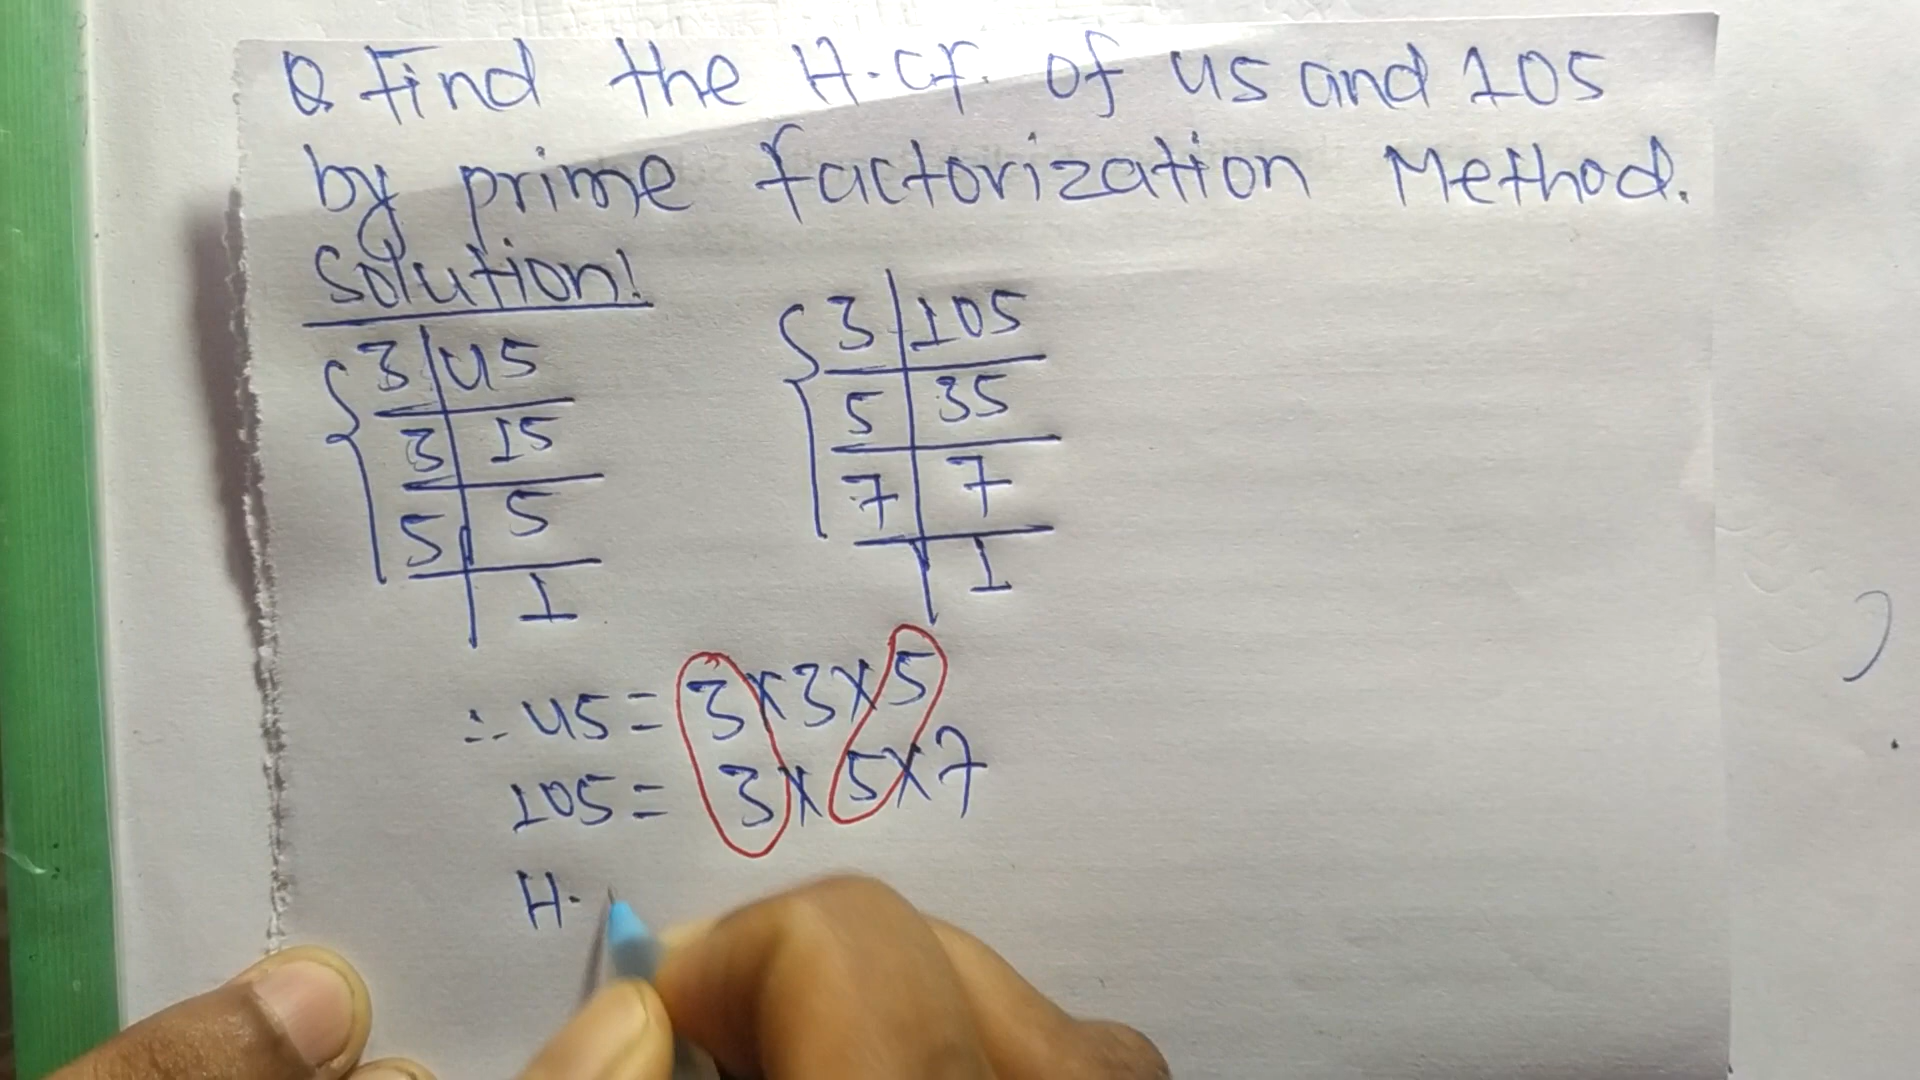 Q Find the H.C.F. of 45 and 105
by prime factorization Method.
Solution!
3 45
3 15
5 5
1
3 105
5 35
7 7
1
∴ 45 = 3×3×5
105 = 3×5×7
H.